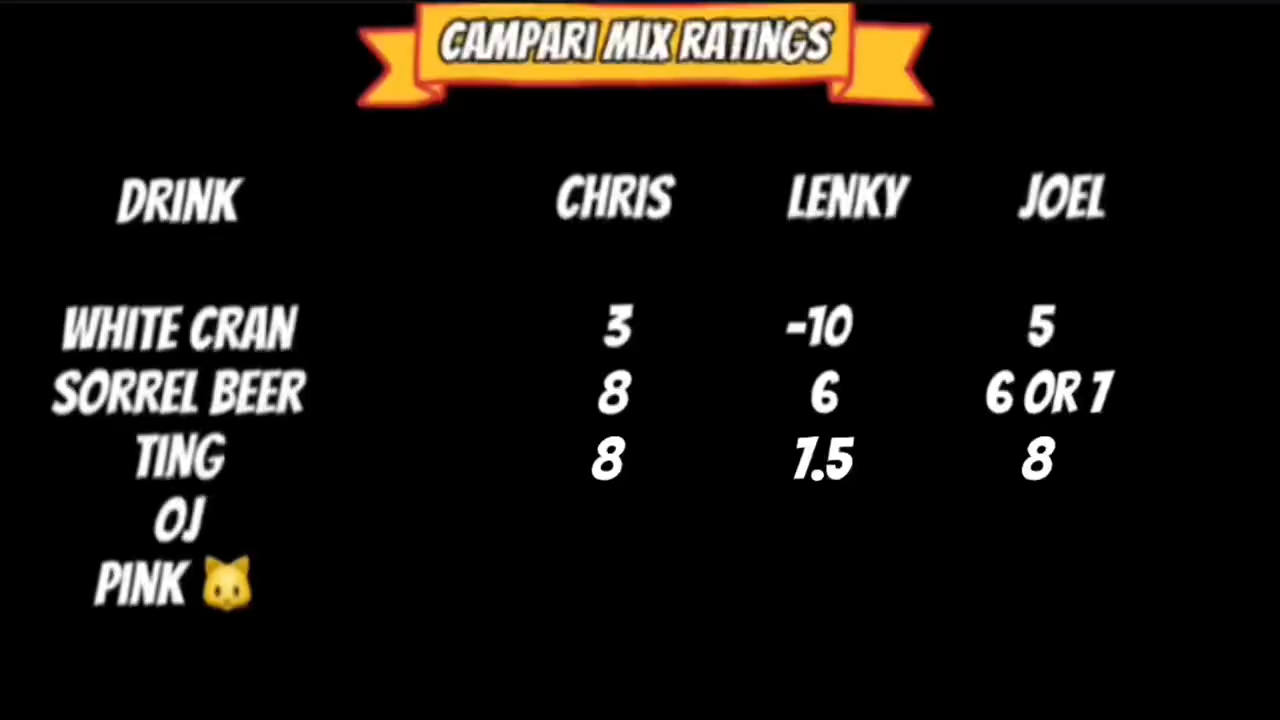 CAMPARI MIX RATINGS
DRINK CHRIS LENKY JOEL
WHITE CRAN 3 -10 5
SORREL BEER 8 6 6 OR 7
TING 8 7.5 8
OJ
PINK 🐱